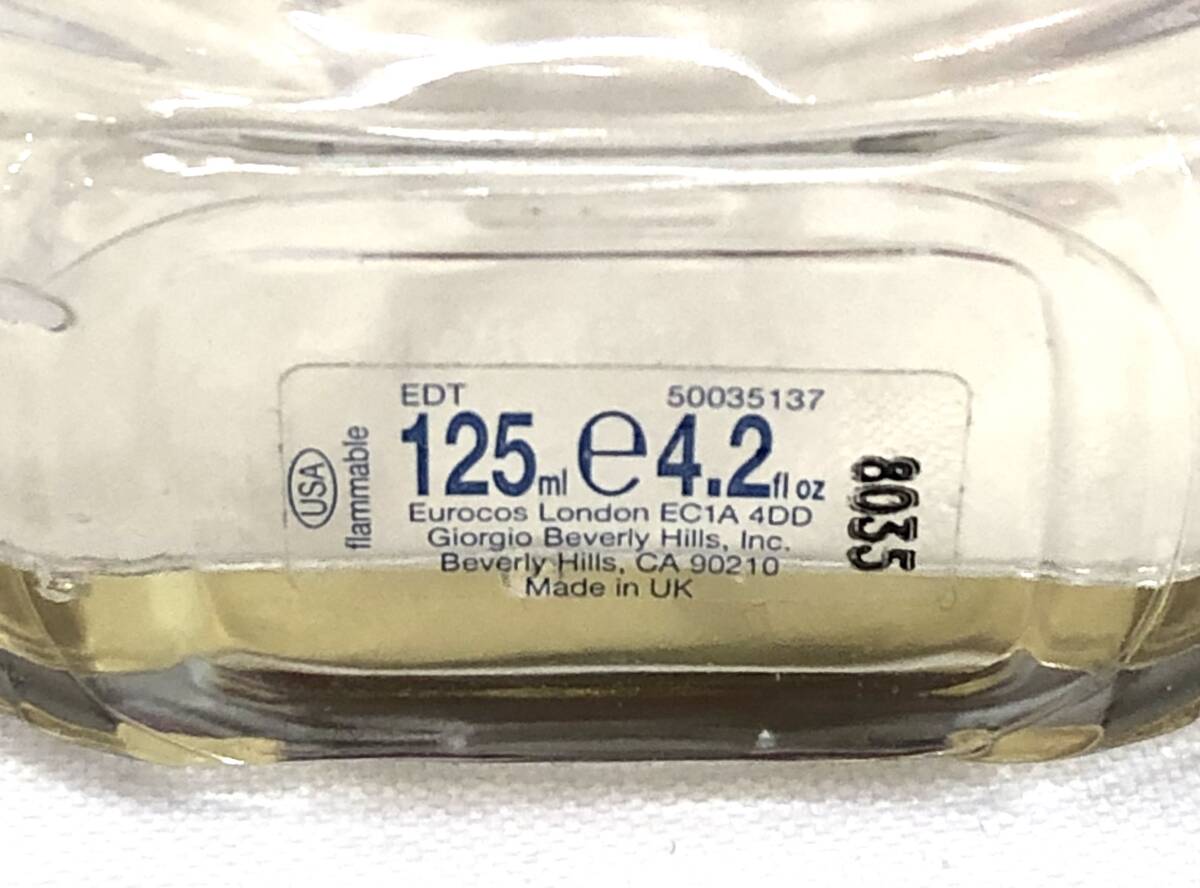 EDT 50035137
125ml e 4.2fl oz
Eurocos London EC1A 4DD
Giorgio Beverly Hills, Inc.
Beverly Hills, CA 90210
Made in UK
USA
flammable
8035